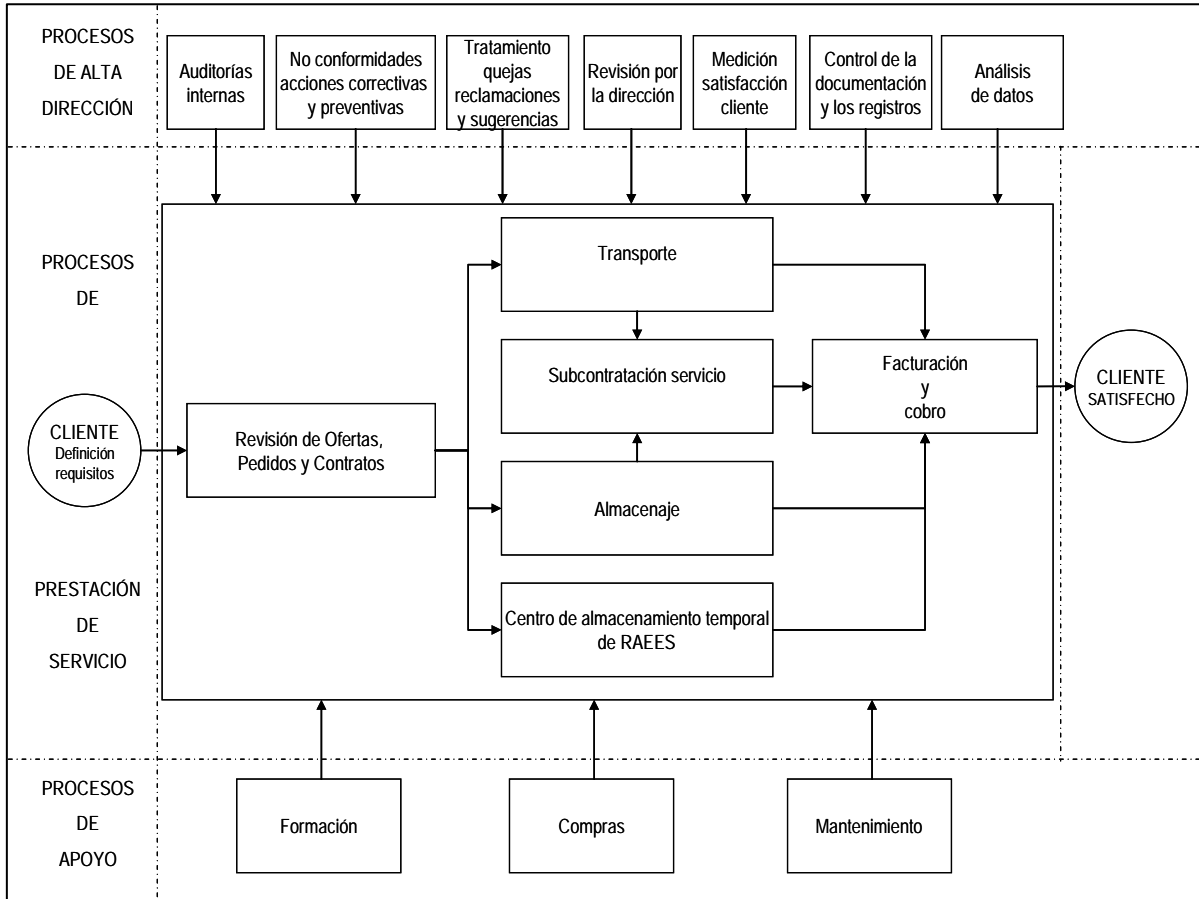 PROCESOS
DE ALTA
DIRECCIÓN
Auditorías
internas
No conformidades
acciones correctivas
y preventivas
Tratamiento
quejas
reclamaciones
y sugerencias
Revisión por
la dirección
Medición
satisfacción
cliente
Control de la
documentación
y los registros
Análisis
de datos
PROCESOS
DE
PRESTACIÓN
DE
SERVICIO
CLIENTE
Definición
requisitos
Revisión de Ofertas,
Pedidos y Contratos
Transporte
Subcontratación servicio
Almacenaje
Centro de almacenamiento temporal
de RAEES
Facturación
y
cobro
CLIENTE
SATISFECHO
PROCESOS
DE
APOYO
Formación
Compras
Mantenimiento